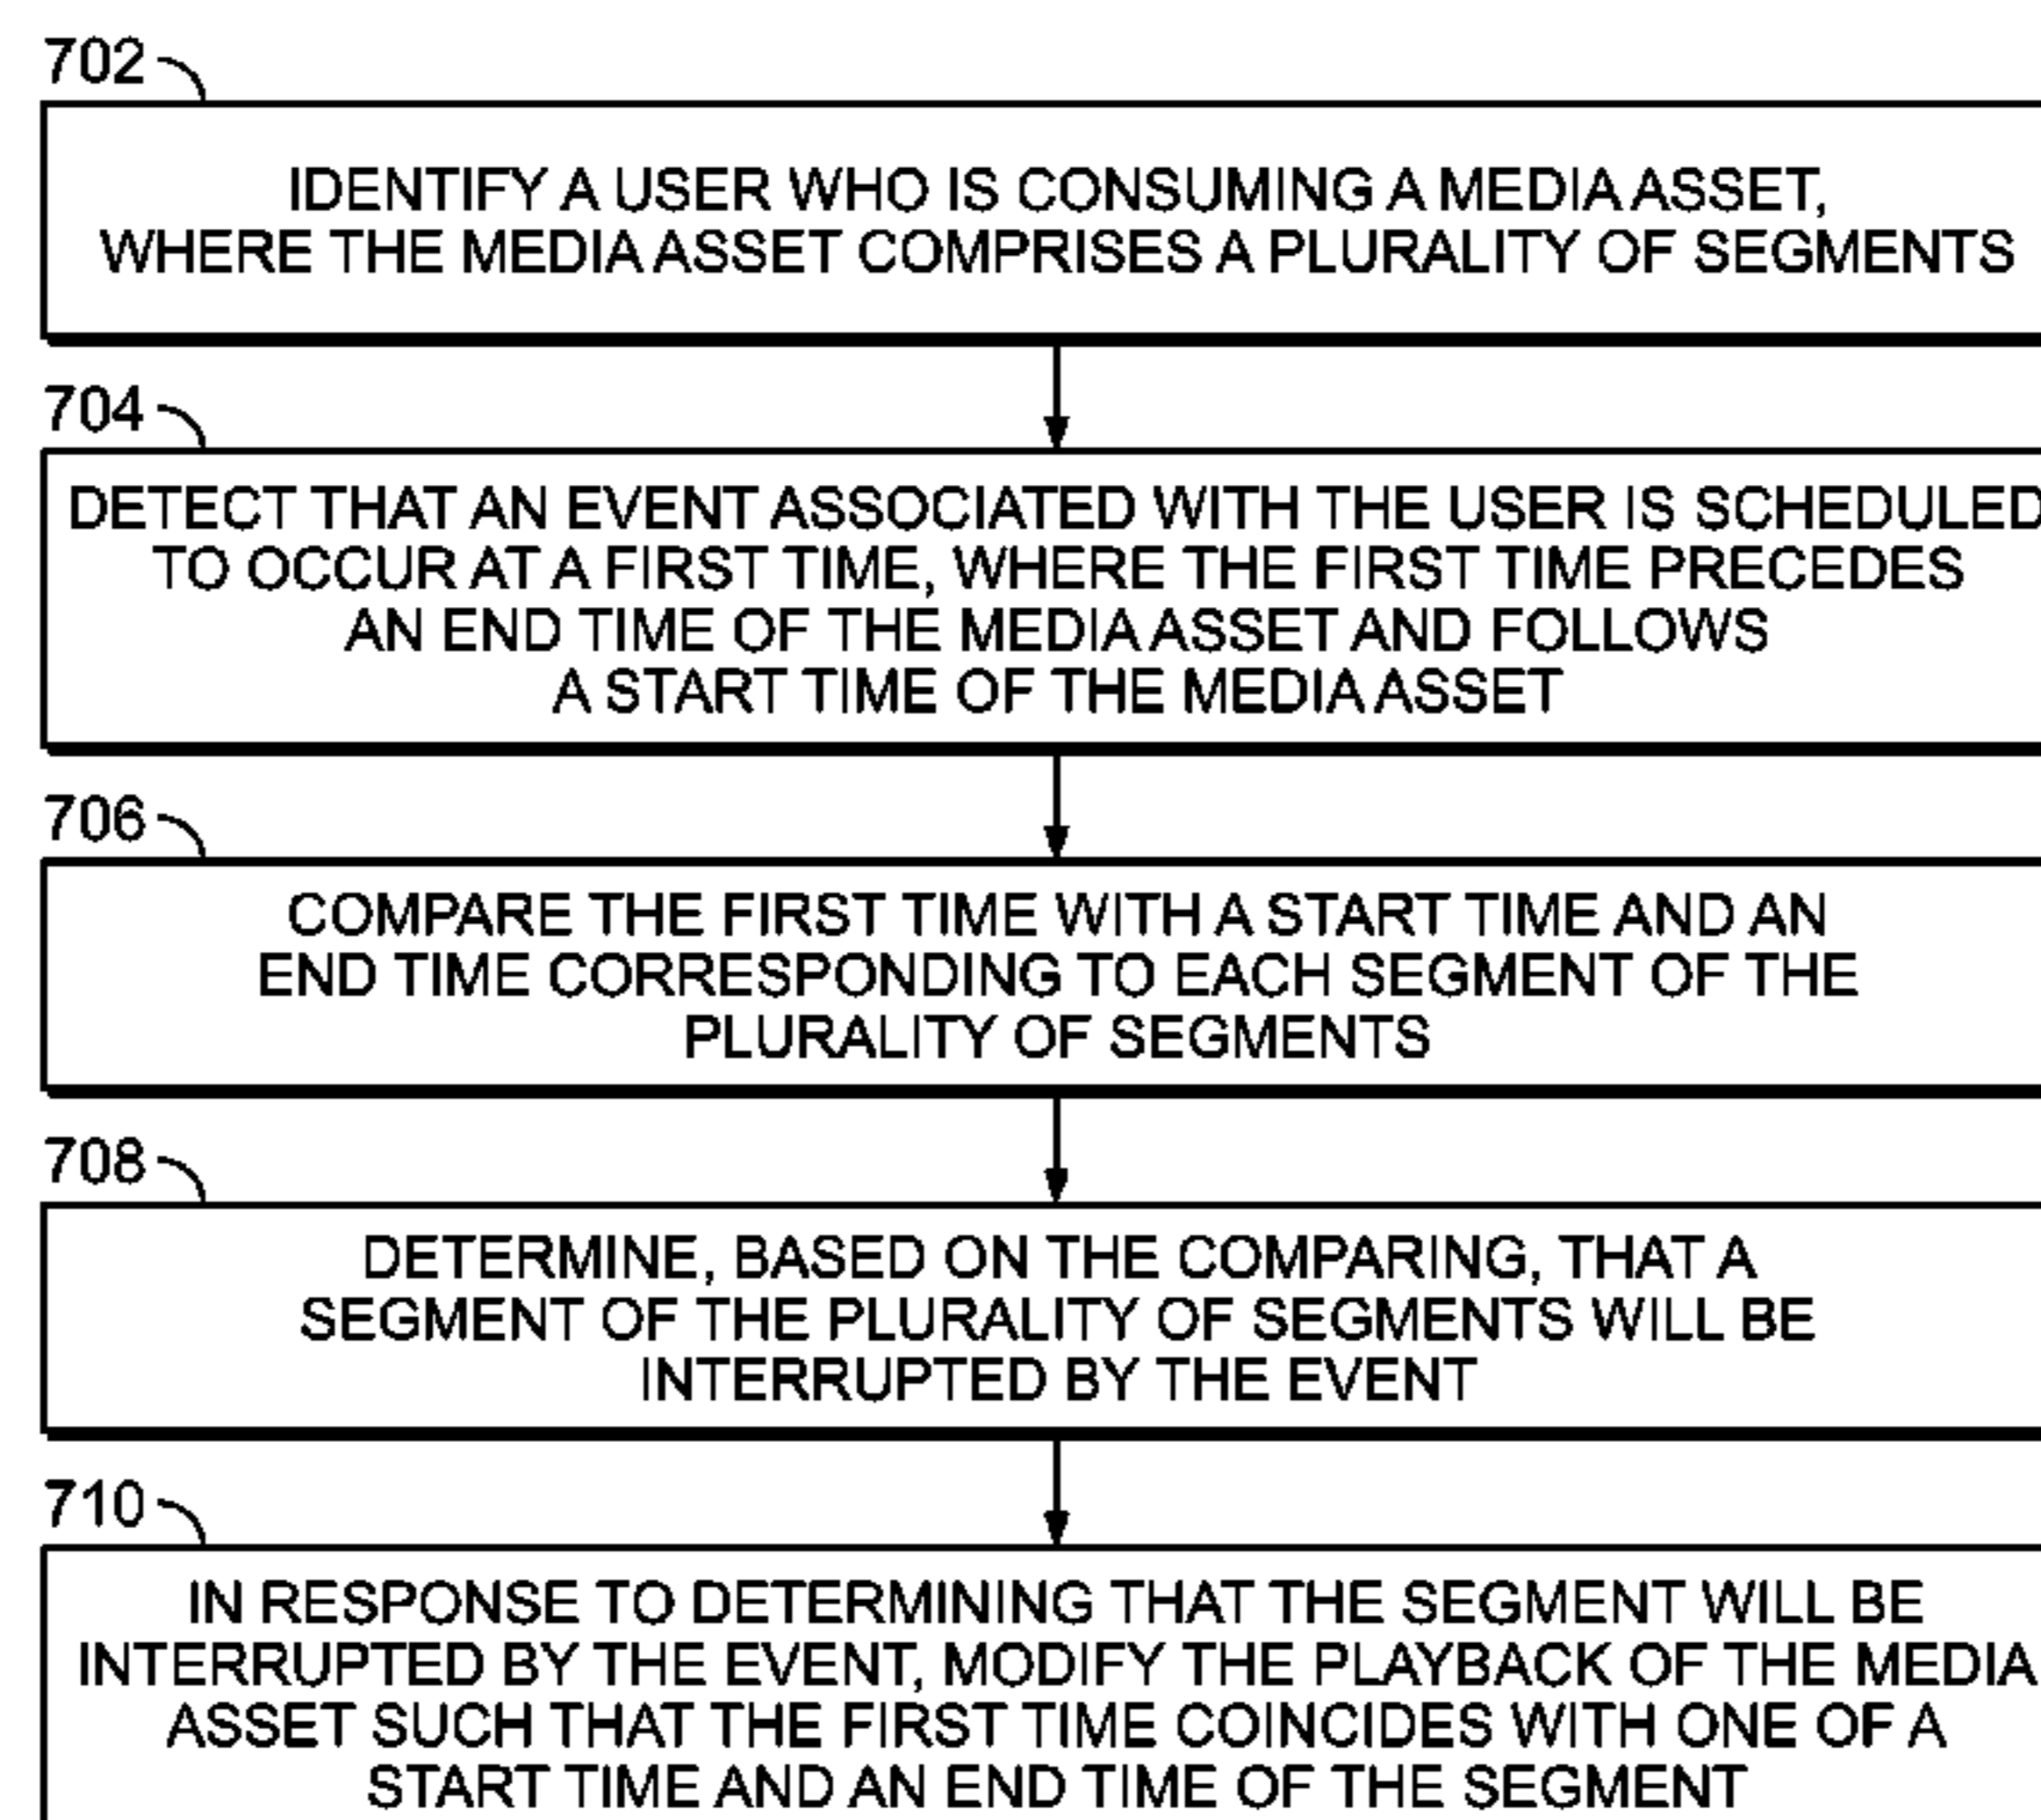 702
IDENTIFY A USER WHO IS CONSUMING A MEDIA ASSET,
WHERE THE MEDIA ASSET COMPRISES A PLURALITY OF SEGMENTS
704
DETECT THAT AN EVENT ASSOCIATED WITH THE USER IS SCHEDULED
TO OCCUR AT A FIRST TIME, WHERE THE FIRST TIME PRECEDES
AN END TIME OF THE MEDIA ASSET AND FOLLOWS
A START TIME OF THE MEDIA ASSET
706
COMPARE THE FIRST TIME WITH A START TIME AND AN
END TIME CORRESPONDING TO EACH SEGMENT OF THE
PLURALITY OF SEGMENTS
708
DETERMINE, BASED ON THE COMPARING, THAT A
SEGMENT OF THE PLURALITY OF SEGMENTS WILL BE
INTERRUPTED BY THE EVENT
710
IN RESPONSE TO DETERMINING THAT THE SEGMENT WILL BE
INTERRUPTED BY THE EVENT, MODIFY THE PLAYBACK OF THE MEDIA
ASSET SUCH THAT THE FIRST TIME COINCIDES WITH ONE OF A
START TIME AND AN END TIME OF THE SEGMENT